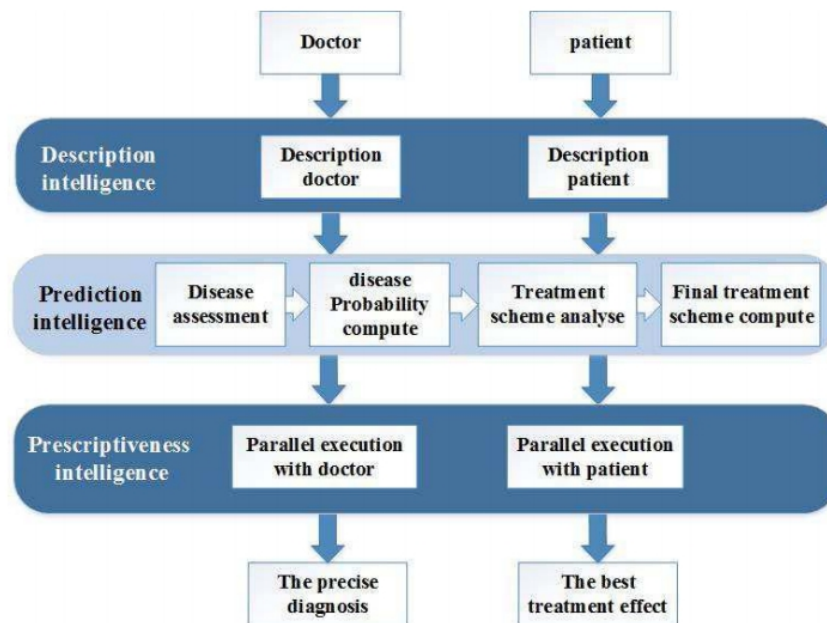 Doctor
patient
Description
intelligence
Description
doctor
Description
patient
Prediction
intelligence
Disease
assessment
disease
Probability
compute
Treatment
scheme analyse
Final treatment
scheme compute
Prescriptiveness
intelligence
Parallel execution
with doctor
Parallel execution
with patient
The precise
diagnosis
The best
treatment effect